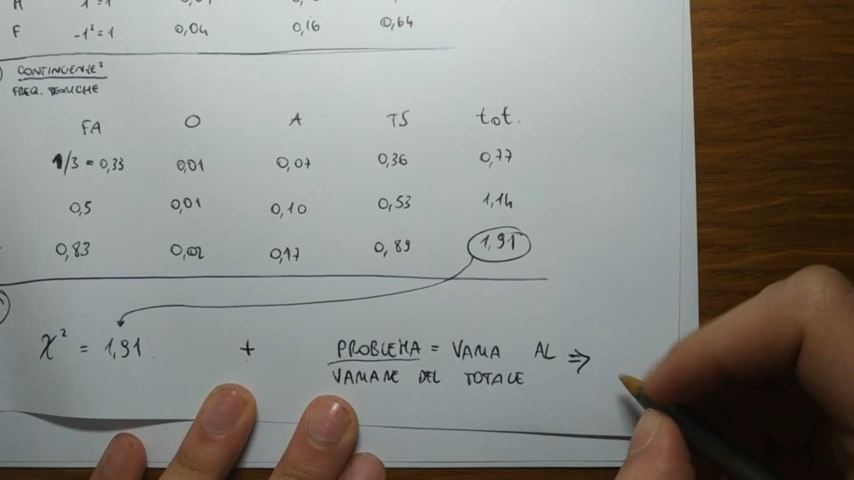 F -1²=1 0,04 0,16 0,64
CONTINGENZE²
FREQ. TEORICHE
FA O A TS tot.
1/3 = 0,33 0,01 0,07 0,36 0,77
0,5 0,01 0,10 0,53 1,14
0,83 0,02 0,17 0,89 1,91
χ² = 1,91 + PROBLEMA = VARIA AL ⇒
VARIARE DEL TOTALE